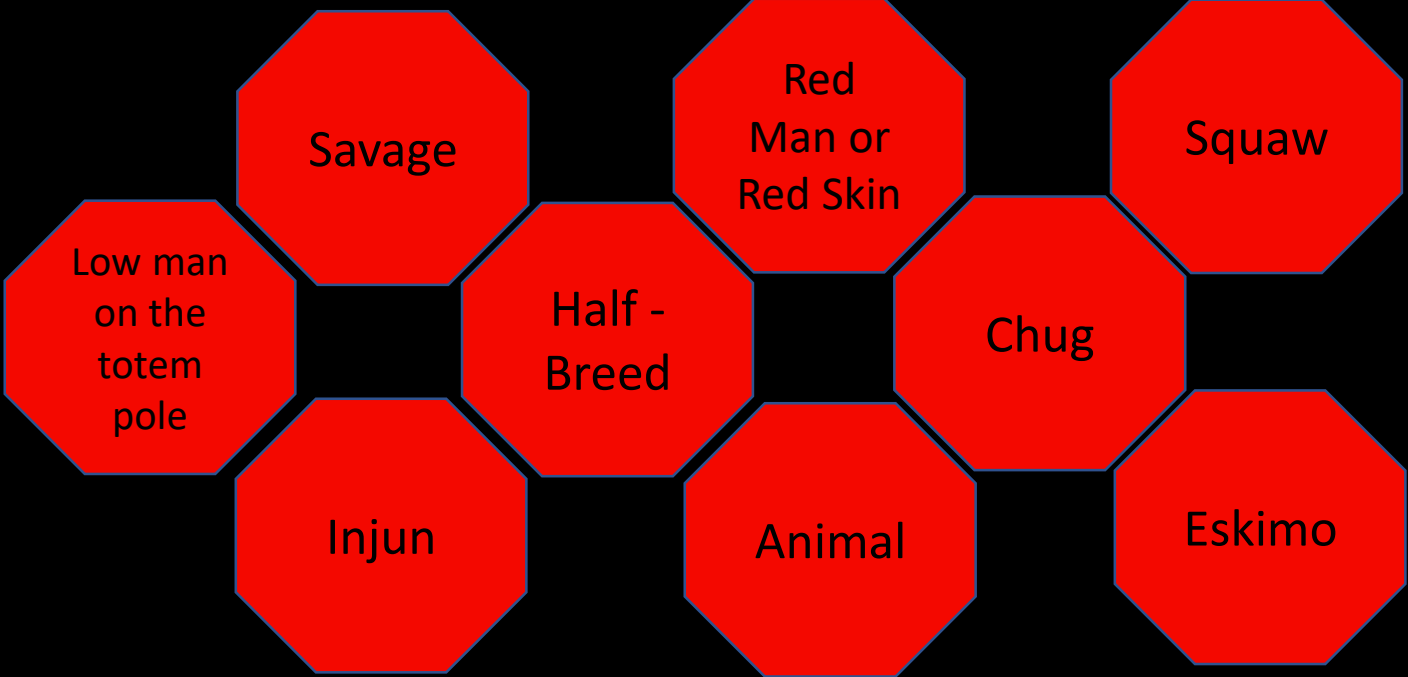 Savage
Red
Man or
Red Skin
Squaw
Low man
on the
totem
pole
Half -
Breed
Chug
Injun
Animal
Eskimo